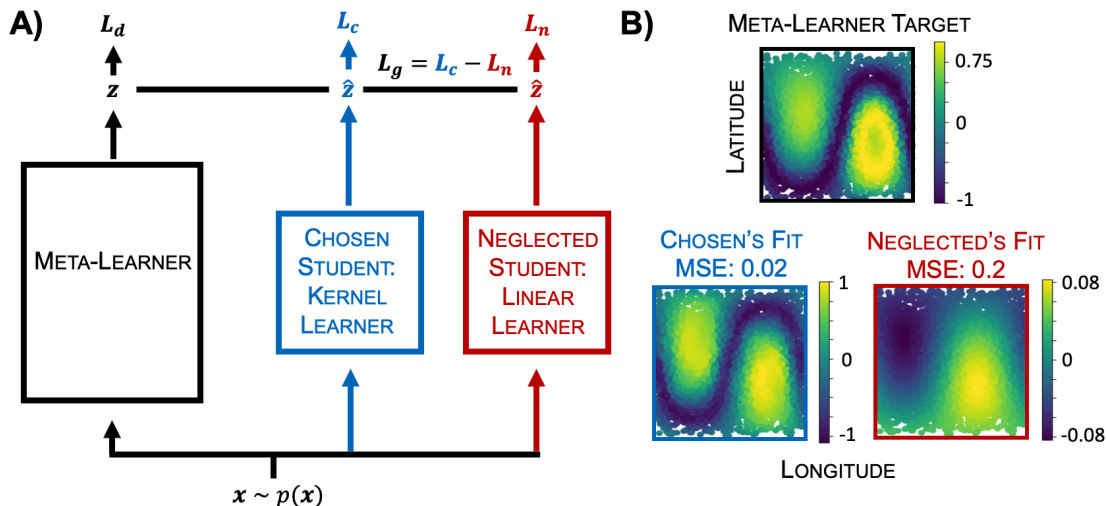 A)
L_d
L_c
L_n
L_g = L_c − L_n
z
ẑ
ẑ
META-LEARNER
CHOSEN
STUDENT:
KERNEL
LEARNER
NEGLECTED
STUDENT:
LINEAR
LEARNER
x ~ p(x)
B)
META-LEARNER TARGET
LATITUDE
0.75
0
-1
CHOSEN'S FIT
MSE: 0.02
1
0
-1
NEGLECTED'S FIT
MSE: 0.2
0.08
0
-0.08
LONGITUDE